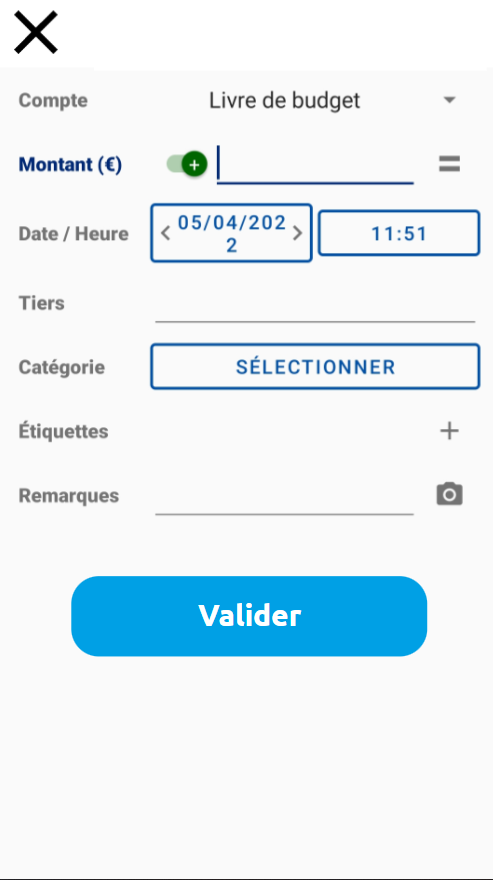 Compte Livre de budget
Montant (€) +
Date / Heure < 05/04/202 > 11:51
2
Tiers
Catégorie SÉLECTIONNER
Étiquettes +
Remarques
Valider